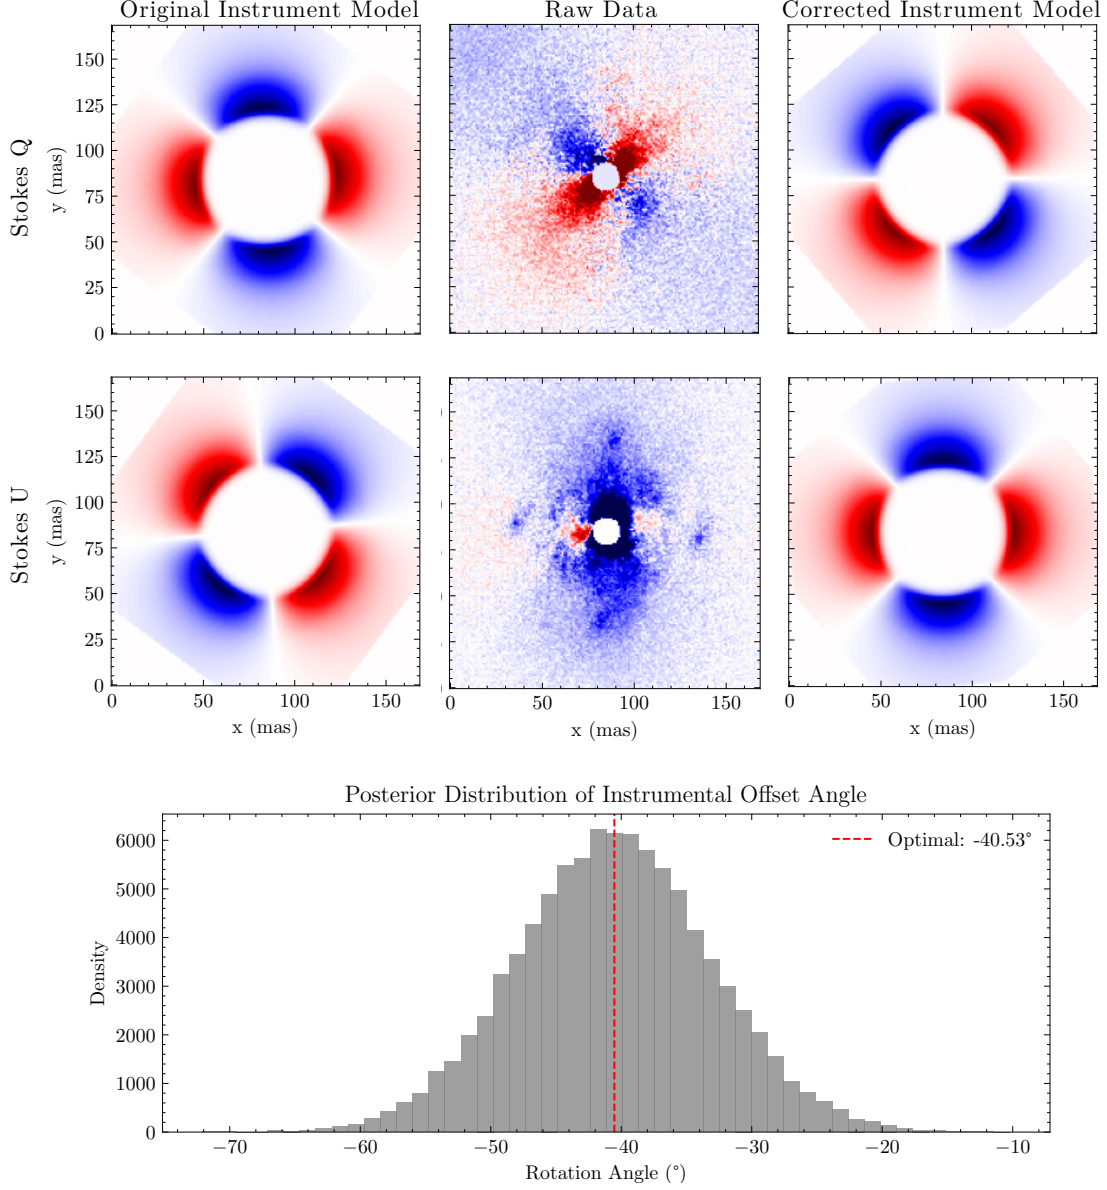 Original Instrument Model
Raw Data
Corrected Instrument Model
Stokes Q
y (mas)
150
125
100
75
50
25
0
Stokes U
y (mas)
150
125
100
75
50
25
0
0 50 100 150
x (mas)
0 50 100 150
x (mas)
0 50 100 150
x (mas)
Posterior Distribution of Instrumental Offset Angle
Optimal: -40.53°
Density
6000
5000
4000
3000
2000
1000
0
−70 −60 −50 −40 −30 −20 −10
Rotation Angle (°)